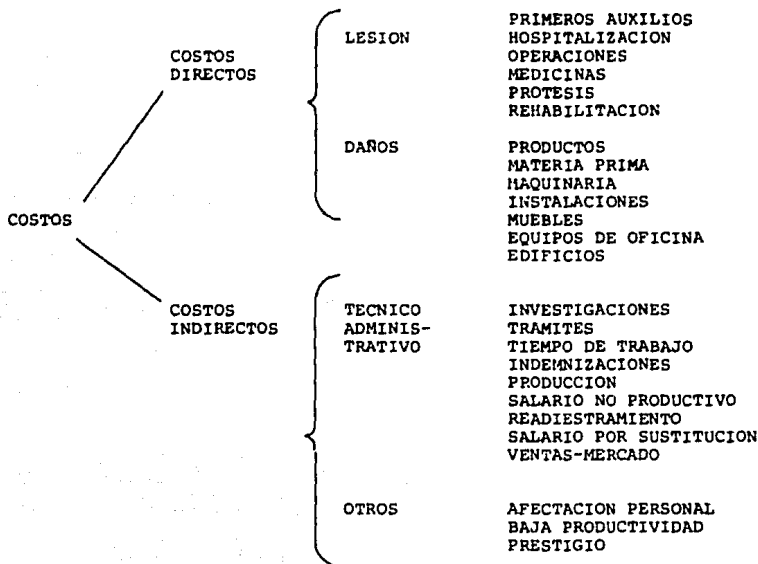 PRIMEROS AUXILIOS
LESION HOSPITALIZACION
COSTOS OPERACIONES
DIRECTOS MEDICINAS
PROTESIS
REHABILITACION
DAÑOS PRODUCTOS
MATERIA PRIMA
MAQUINARIA
INSTALACIONES
COSTOS MUEBLES
EQUIPOS DE OFICINA
EDIFICIOS
COSTOS TECNICO INVESTIGACIONES
INDIRECTOS ADMINIS- TRAMITES
TRATIVO TIEMPO DE TRABAJO
INDEMNIZACIONES
PRODUCCION
SALARIO NO PRODUCTIVO
READIESTRAMIENTO
SALARIO POR SUSTITUCION
VENTAS-MERCADO
OTROS AFECTACION PERSONAL
BAJA PRODUCTIVIDAD
PRESTIGIO